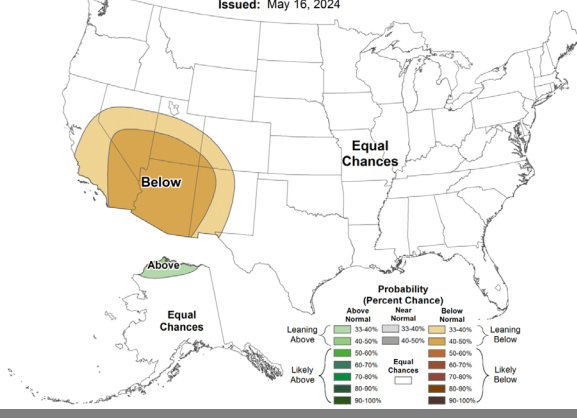 Issued: May 16, 2024
Equal
Chances
Below
Above
Equal
Chances
Probability
(Percent Chance)
Above
Normal
Near
Normal
Below
Normal
Leaning
Above
33-40%
40-50%
33-40%
40-50%
33-40%
40-50%
Leaning
Below
Likely
Above
50-60%
60-70%
70-80%
80-90%
90-100%
Equal
Chances
50-60%
60-70%
70-80%
80-90%
90-100%
Likely
Below